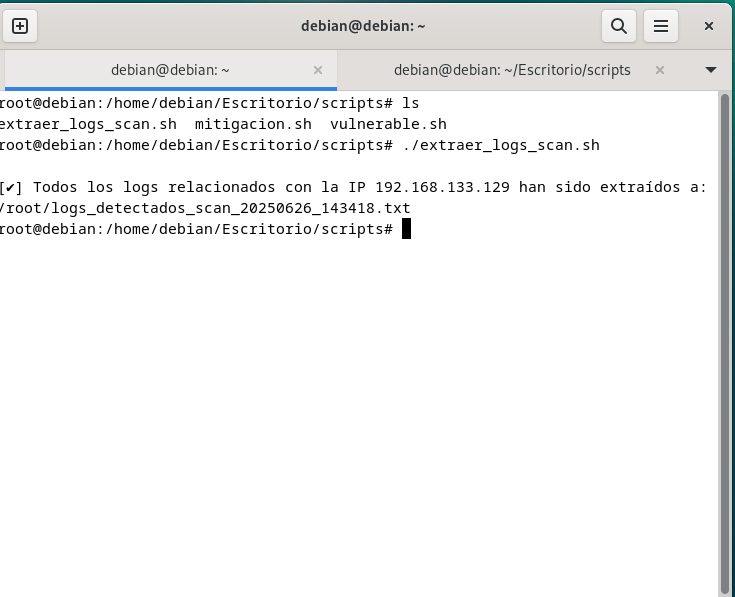 debian@debian: ~
debian@debian: ~
debian@debian: ~/Escritorio/scripts
root@debian:/home/debian/Escritorio/scripts# ls
extraer_logs_scan.sh  mitigacion.sh  vulnerable.sh
root@debian:/home/debian/Escritorio/scripts# ./extraer_logs_scan.sh
[✔] Todos los logs relacionados con la IP 192.168.133.129 han sido extraídos a:
/root/logs_detectados_scan_20250626_143418.txt
root@debian:/home/debian/Escritorio/scripts#